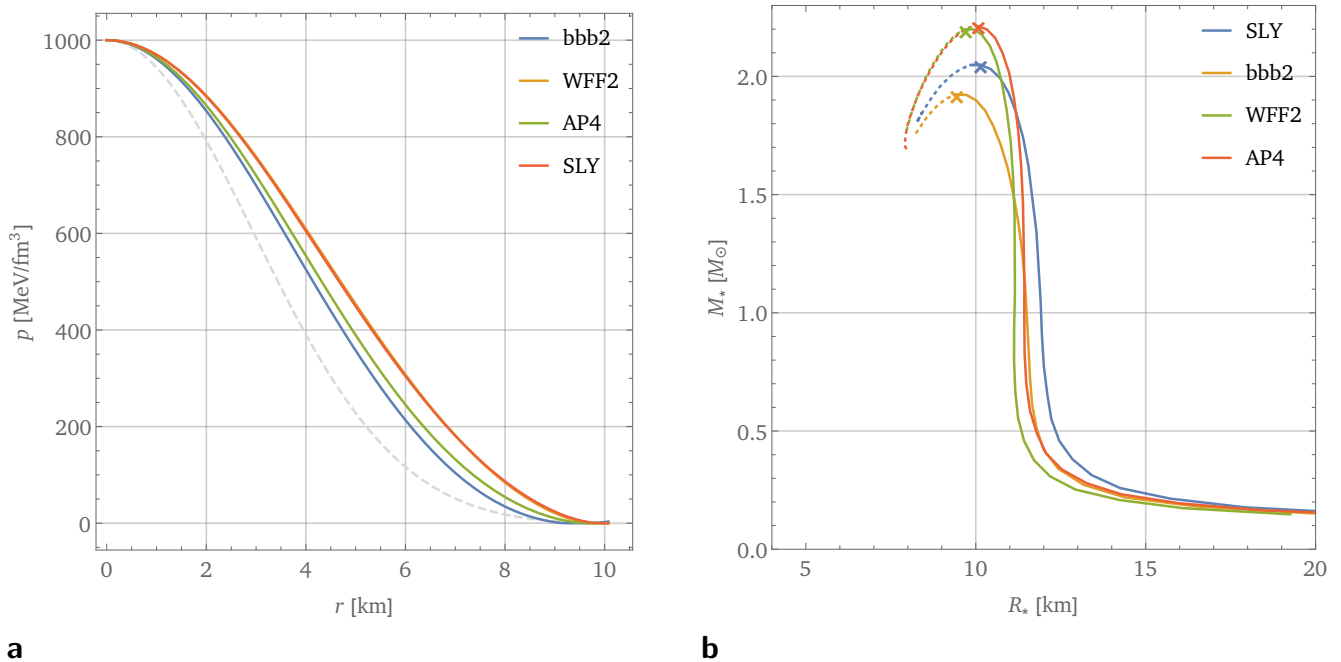 1000
800
600
400
200
0
p [MeV/fm³]
0 2 4 6 8 10
r [km]
bbb2
WFF2
AP4
SLY
a
2.0
1.5
1.0
0.5
0.0
M⋆ [M⊙]
5 10 15 20
R⋆ [km]
SLY
bbb2
WFF2
AP4
b